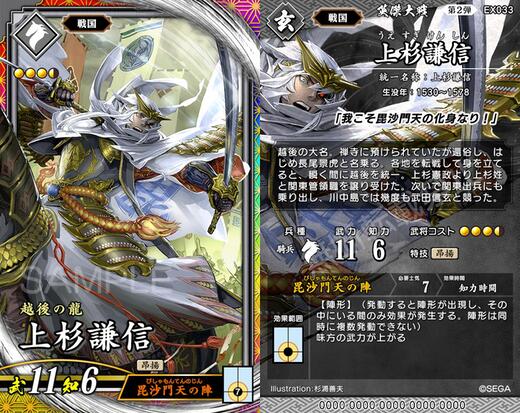 戦国
SAMPLE
越後の龍
上杉謙信
昂揚
武11知6
びしゃもんてんのじん
毘沙門天の陣
7
玄
戦国
英傑大戦
第2弾
EX033
うえすぎけんしん
上杉謙信
統一名称:上杉謙信
生没年:1530~1578
「我こそ毘沙門天の化身なり!」
越後の大名。禅寺に預けられていたが還俗し、は
じめ長尾景虎と名乗る。各地を転戦して身を立て
ると、瞬く間に越後を統一。上杉憲政より上杉姓
と関東管領職を譲り受けた。次いで関東出兵にも
乗り出し、川中島では幾度も武田信玄と競った。
兵種
武力
知力
武将コスト
騎兵
11
6
特技
昂揚
びしゃもんてんのじん
毘沙門天の陣
必要士気
7
効果時間
知力時間
効果範囲
【陣形】(発動すると陣形が出現し、その
中にいる間のみ効果が発生する。陣形は同
時に複数発動できない)
味方の武力が上がる
Illustration:杉浦善夫
©SEGA
0000-0000-0000-0000-0000